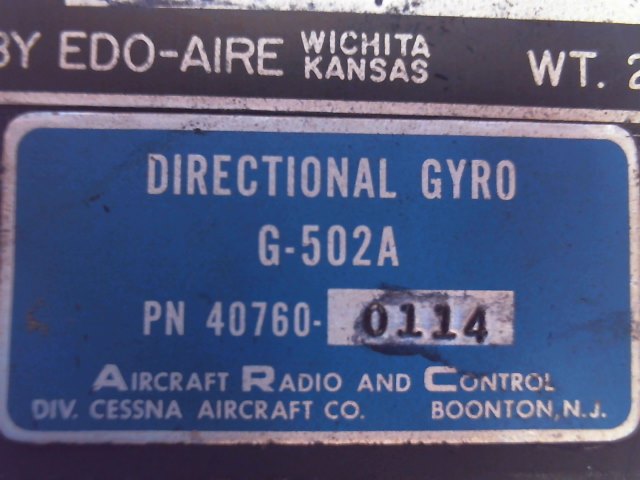 BY EDO-AIRE WICHITA KANSAS WT. 2
DIRECTIONAL GYRO
G-502A
PN 40760-0114
AIRCRAFT RADIO AND CONTROL
DIV. CESSNA AIRCRAFT CO. BOONTON, N.J.